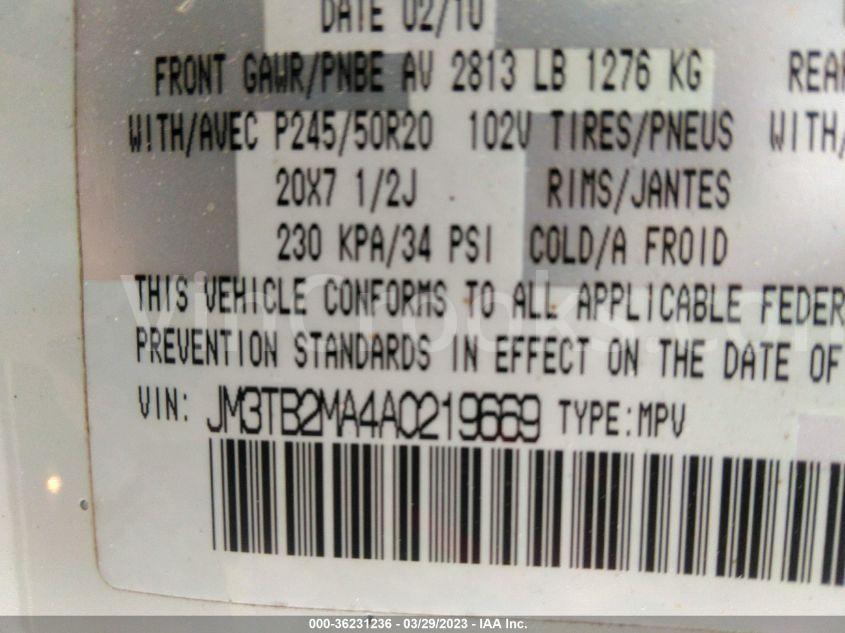 DATE 02/10
FRONT GAWR/PNBE AV 2813 LB 1276 KG REAR
WITH/AVEC P245/50R20 102V TIRES/PNEUS WITH/
20X7 1/2J RIMS/JANTES
230 KPA/34 PSI COLD/A FROID
THIS VEHICLE CONFORMS TO ALL APPLICABLE FEDER
PREVENTION STANDARDS IN EFFECT ON THE DATE OF
VIN: JM3TB2MA4A0219669 TYPE:MPV
000-36231236 - 03/29/2023 - IAA Inc.